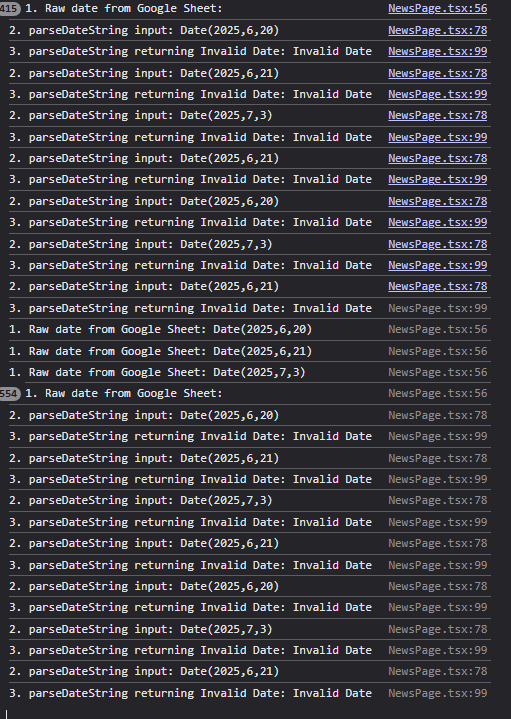 415 1. Raw date from Google Sheet: NewsPage.tsx:56
2. parseDateString input: Date(2025,6,20) NewsPage.tsx:78
3. parseDateString returning Invalid Date: Invalid Date NewsPage.tsx:99
2. parseDateString input: Date(2025,6,21) NewsPage.tsx:78
3. parseDateString returning Invalid Date: Invalid Date NewsPage.tsx:99
2. parseDateString input: Date(2025,7,3) NewsPage.tsx:78
3. parseDateString returning Invalid Date: Invalid Date NewsPage.tsx:99
2. parseDateString input: Date(2025,6,21) NewsPage.tsx:78
3. parseDateString returning Invalid Date: Invalid Date NewsPage.tsx:99
2. parseDateString input: Date(2025,6,20) NewsPage.tsx:78
3. parseDateString returning Invalid Date: Invalid Date NewsPage.tsx:99
2. parseDateString input: Date(2025,7,3) NewsPage.tsx:78
3. parseDateString returning Invalid Date: Invalid Date NewsPage.tsx:99
2. parseDateString input: Date(2025,6,21) NewsPage.tsx:78
3. parseDateString returning Invalid Date: Invalid Date NewsPage.tsx:99
1. Raw date from Google Sheet: Date(2025,6,20) NewsPage.tsx:56
1. Raw date from Google Sheet: Date(2025,6,21) NewsPage.tsx:56
1. Raw date from Google Sheet: Date(2025,7,3) NewsPage.tsx:56
554 1. Raw date from Google Sheet: NewsPage.tsx:56
2. parseDateString input: Date(2025,6,20) NewsPage.tsx:78
3. parseDateString returning Invalid Date: Invalid Date NewsPage.tsx:99
2. parseDateString input: Date(2025,6,21) NewsPage.tsx:78
3. parseDateString returning Invalid Date: Invalid Date NewsPage.tsx:99
2. parseDateString input: Date(2025,7,3) NewsPage.tsx:78
3. parseDateString returning Invalid Date: Invalid Date NewsPage.tsx:99
2. parseDateString input: Date(2025,6,21) NewsPage.tsx:78
3. parseDateString returning Invalid Date: Invalid Date NewsPage.tsx:99
2. parseDateString input: Date(2025,6,20) NewsPage.tsx:78
3. parseDateString returning Invalid Date: Invalid Date NewsPage.tsx:99
2. parseDateString input: Date(2025,7,3) NewsPage.tsx:78
3. parseDateString returning Invalid Date: Invalid Date NewsPage.tsx:99
2. parseDateString input: Date(2025,6,21) NewsPage.tsx:78
3. parseDateString returning Invalid Date: Invalid Date NewsPage.tsx:99